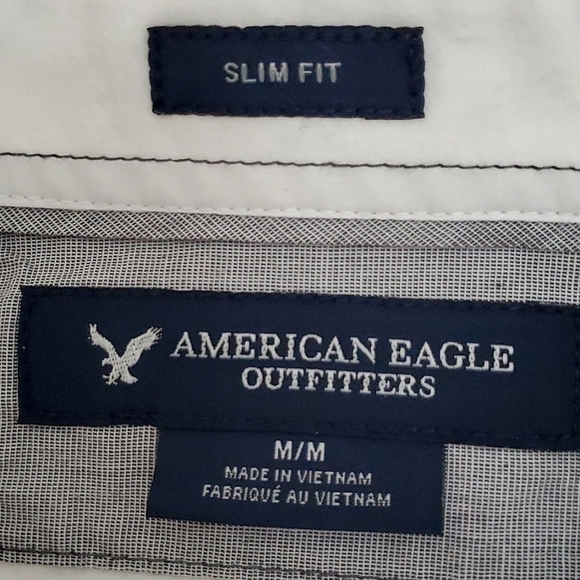 SLIM FIT
AMERICAN EAGLE
OUTFITTERS
M/M
MADE IN VIETNAM
FABRIQUÉ AU VIETNAM